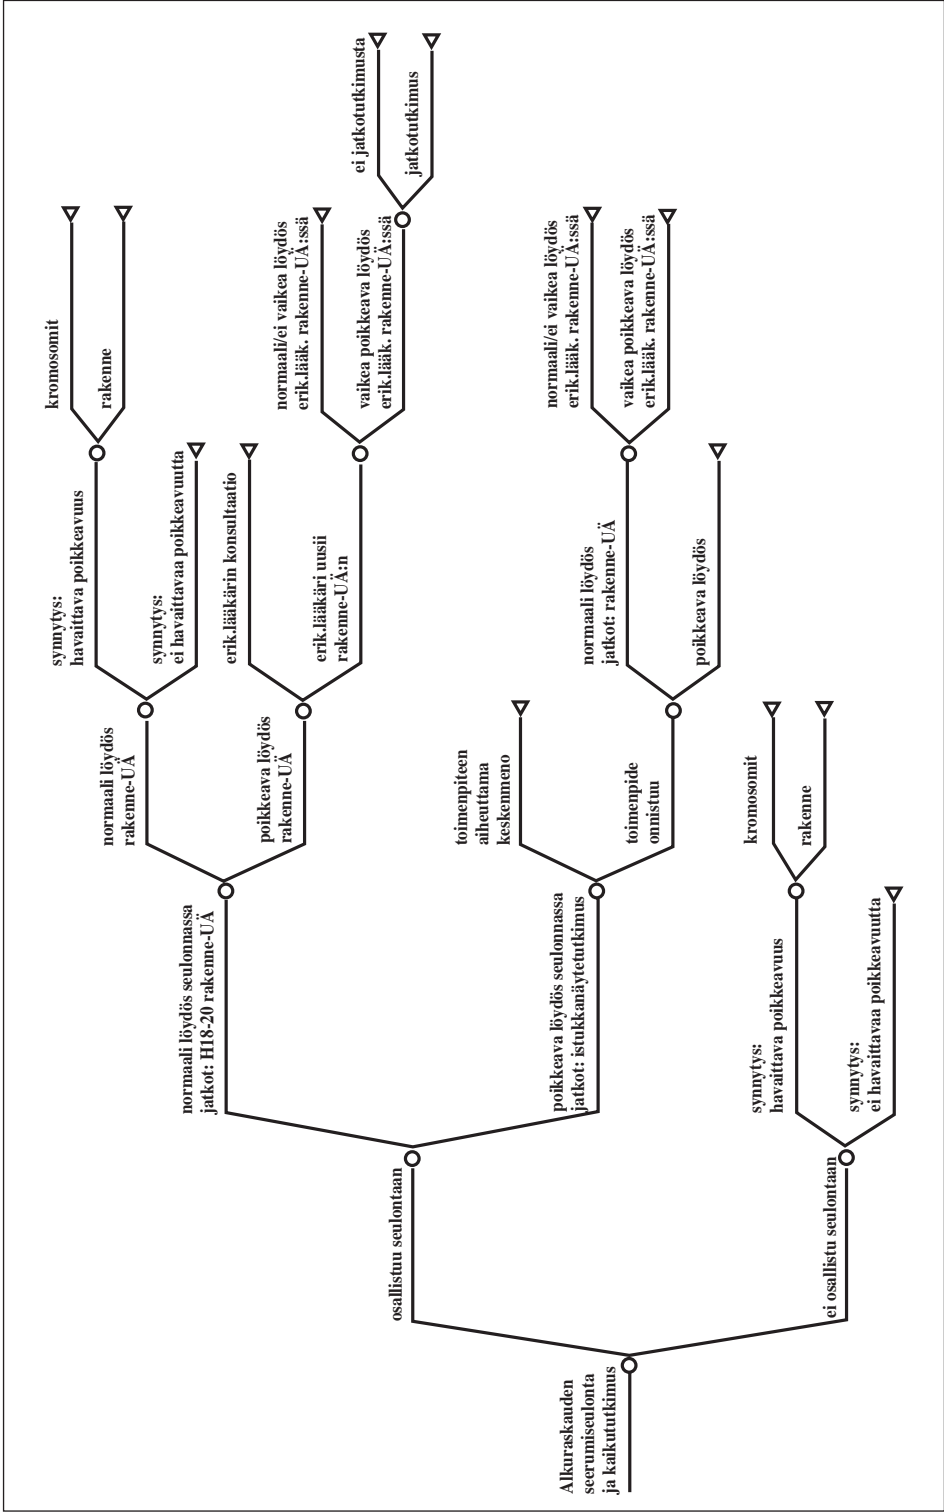 Alkuraskauden
seerumiseulonta
ja kaikututkimus
osallistuu seulontaan
normaali löydös seulonnassa
jatkot: H18-20 rakenne-UÄ
normaali löydös
rakenne-UÄ
synnytys:
havaittava poikkeavuus
kromosomit
rakenne
synnytys:
ei havaittavaa poikkeavuutta
poikkeava löydös
rakenne-UÄ
erik.lääkärin konsultaatio
erik.lääkäri uusii
rakenne-UÄ:n
normaali/ei vaikea löydös
erik.lääk. rakenne-UÄ:ssä
vaikea poikkeava löydös
erik.lääk. rakenne-UÄ:ssä
ei jatkotutkimusta
jatkotutkimus
poikkeava löydös seulonnassa
jatkot: istukkanäytetutkimus
toimenpiteen
aiheuttama
keskenmeno
toimenpide
onnistuu
normaali löydös
jatkot: rakenne-UÄ
normaali/ei vaikea löydös
erik.lääk. rakenne-UÄ:ssä
vaikea poikkeava löydös
erik.lääk. rakenne-UÄ:ssä
poikkeava löydös
ei osallistu seulontaan
synnytys:
havaittava poikkeavuus
kromosomit
rakenne
synnytys:
ei havaittavaa poikkeavuutta